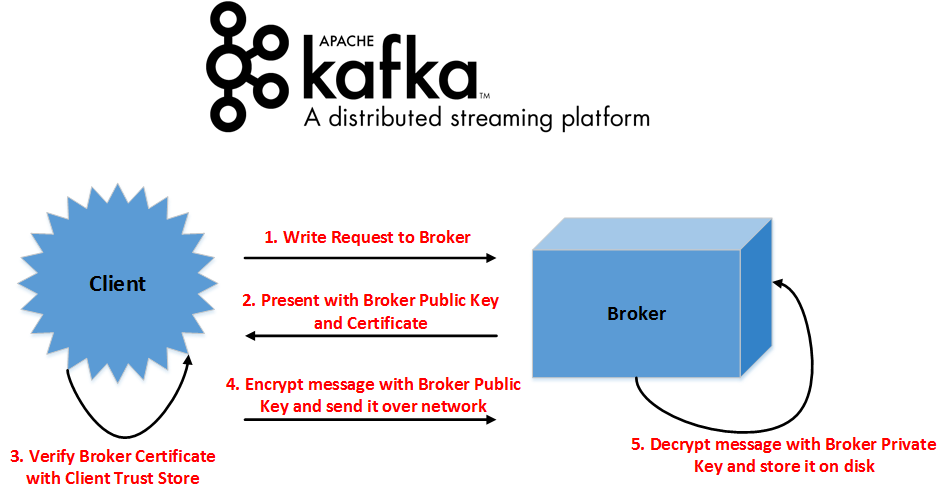 APACHE
kafka™
A distributed streaming platform
1. Write Request to Broker
Client
2. Present with Broker Public Key
and Certificate
Broker
4. Encrypt message with Broker Public
Key and send it over network
3. Verify Broker Certificate
with Client Trust Store
5. Decrypt message with Broker Private
Key and store it on disk